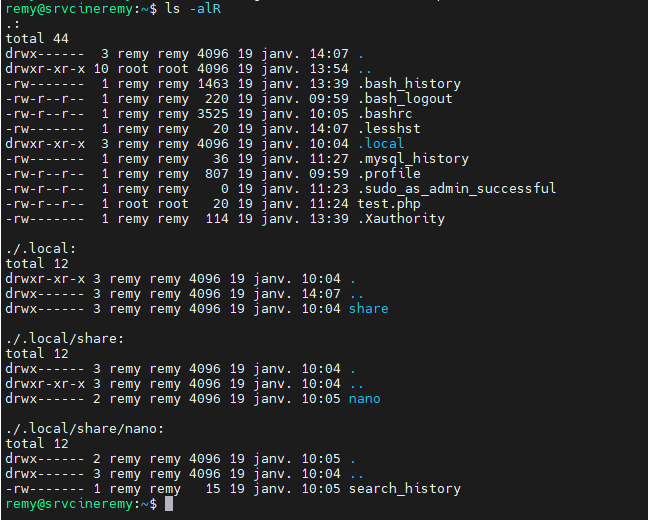 remy@srvcineremy:~$ ls -alR
.:
total 44
drwx------  3 remy remy 4096 19 janv. 14:07 .
drwxr-xr-x 10 root root 4096 19 janv. 13:54 ..
-rw-------  1 remy remy 1463 19 janv. 13:39 .bash_history
-rw-r--r--  1 remy remy  220 19 janv. 09:59 .bash_logout
-rw-r--r--  1 remy remy 3525 19 janv. 10:05 .bashrc
-rw-------  1 remy remy   20 19 janv. 14:07 .lesshst
drwxr-xr-x  3 remy remy 4096 19 janv. 10:04 .local
-rw-------  1 remy remy   36 19 janv. 11:27 .mysql_history
-rw-r--r--  1 remy remy  807 19 janv. 09:59 .profile
-rw-r--r--  1 remy remy    0 19 janv. 11:23 .sudo_as_admin_successful
-rw-r--r--  1 root root   20 19 janv. 11:24 test.php
-rw-------  1 remy remy  114 19 janv. 13:39 .Xauthority
./.local:
total 12
drwxr-xr-x 3 remy remy 4096 19 janv. 10:04 .
drwx------ 3 remy remy 4096 19 janv. 14:07 ..
drwx------ 3 remy remy 4096 19 janv. 10:04 share
./.local/share:
total 12
drwx------ 3 remy remy 4096 19 janv. 10:04 .
drwxr-xr-x 3 remy remy 4096 19 janv. 10:04 ..
drwx------ 2 remy remy 4096 19 janv. 10:05 nano
./.local/share/nano:
total 12
drwx------ 2 remy remy 4096 19 janv. 10:05 .
drwx------ 3 remy remy 4096 19 janv. 10:04 ..
-rw------- 1 remy remy   15 19 janv. 10:05 search_history
remy@srvcineremy:~$